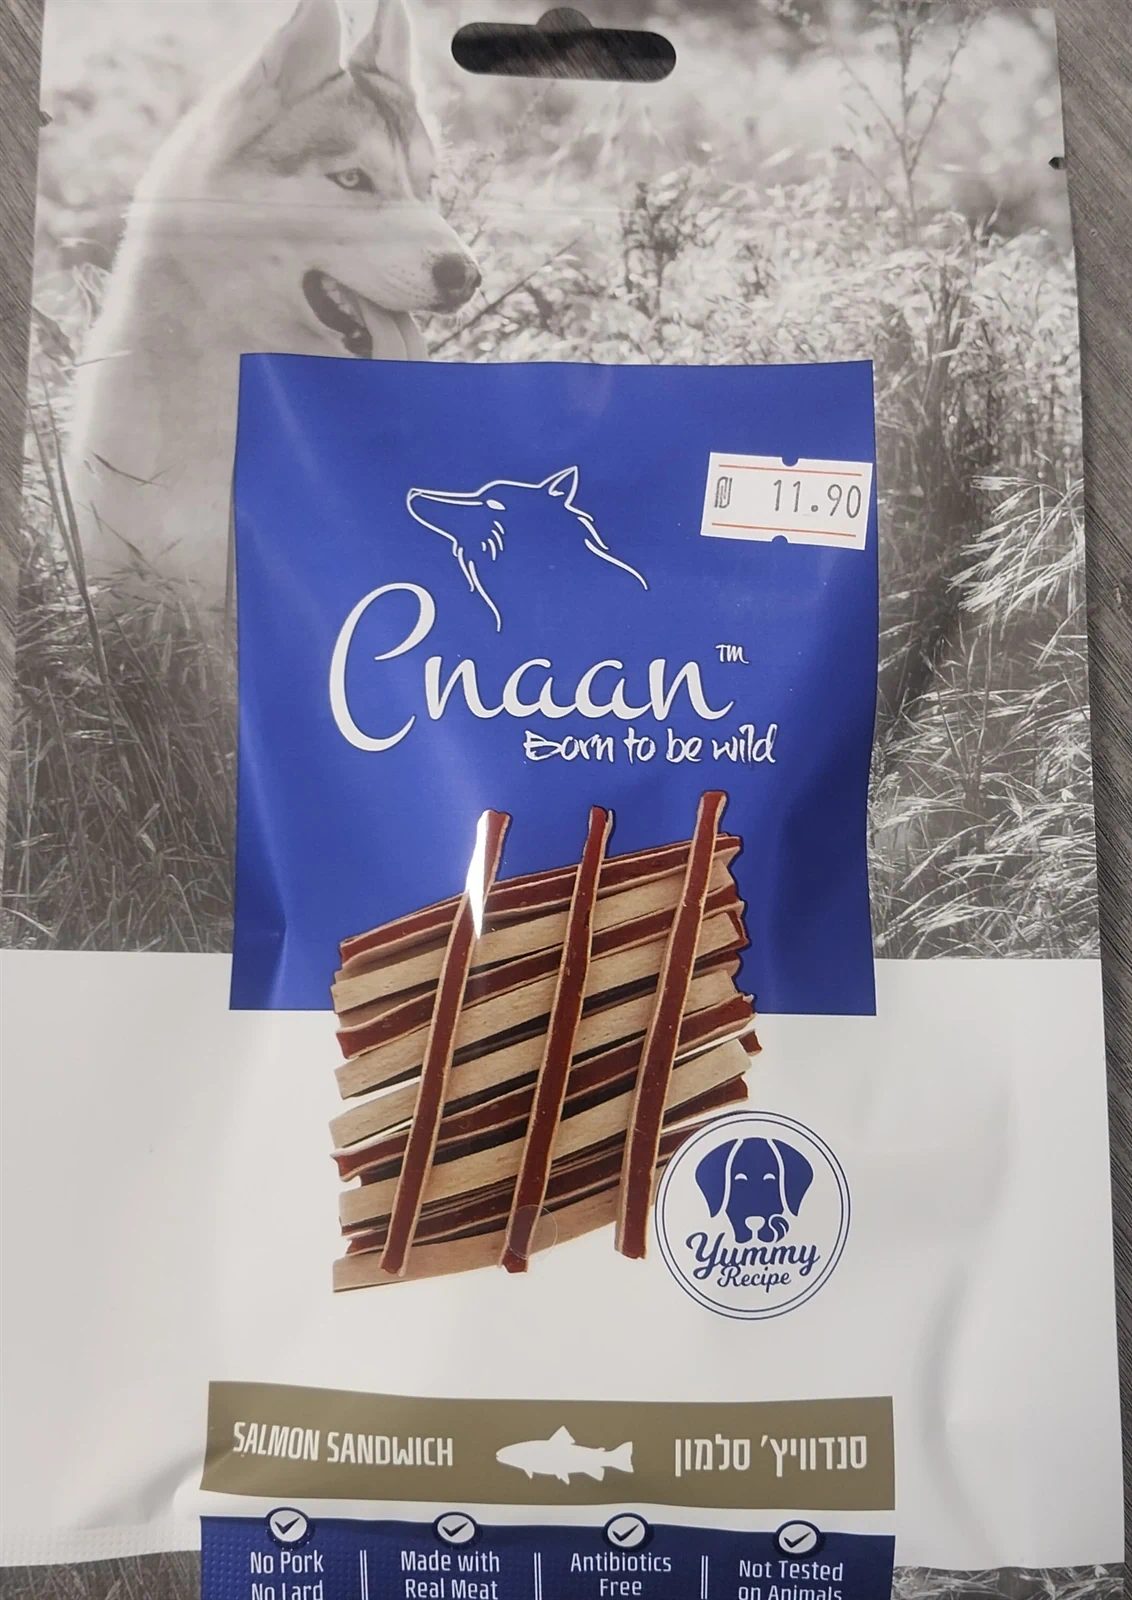 ₪ 11.90
Cnaan™
Born to be wild
Yummy
Recipe
SALMON SANDWICH
סנדוויץ' סלמון
No Pork
No Lard
Made with
Real Meat
Antibiotics
Free
Not Tested
on Animals